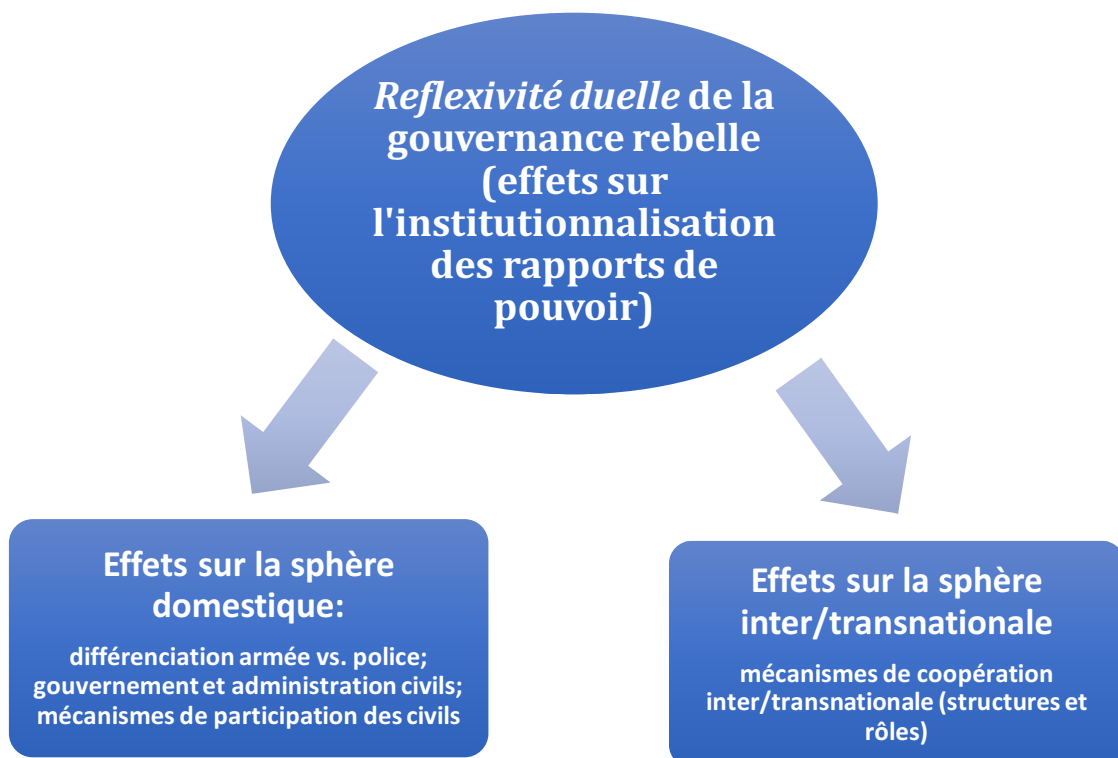 Reflexivité duelle de la
gouvernance rebelle
(effets sur
l'institutionnalisation
des rapports de
pouvoir)
Effets sur la sphère
domestique:
différenciation armée vs. police;
gouvernement et administration civils;
mécanismes de participation des civils
Effets sur la sphère
inter/transnationale
mécanismes de coopération
inter/transnationale (structures et
rôles)